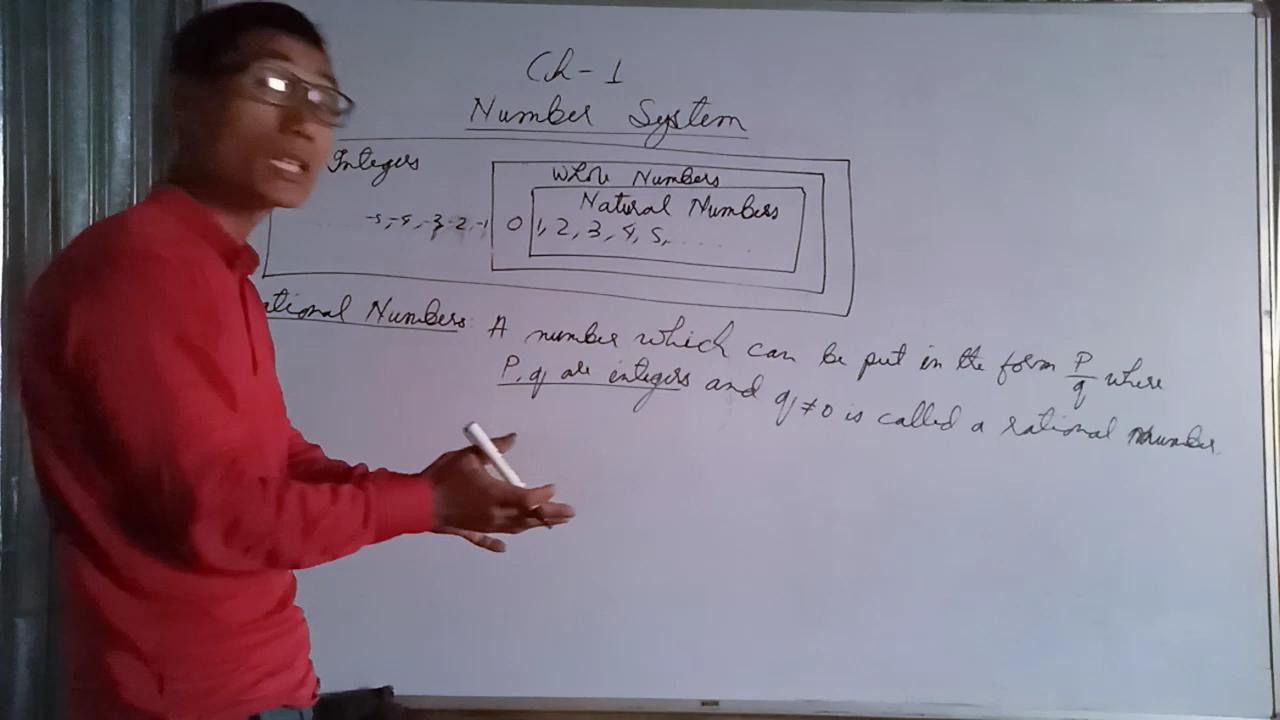 Ch-1
Number System
Integers
Whole Numbers
Natural Numbers
-5, -4, -3, -2, -1 0 1, 2, 3, 4, 5, .......
ational Numbers: A number which can be put in the form P/q where
P, q are integers and q ≠ 0 is called a rational number.